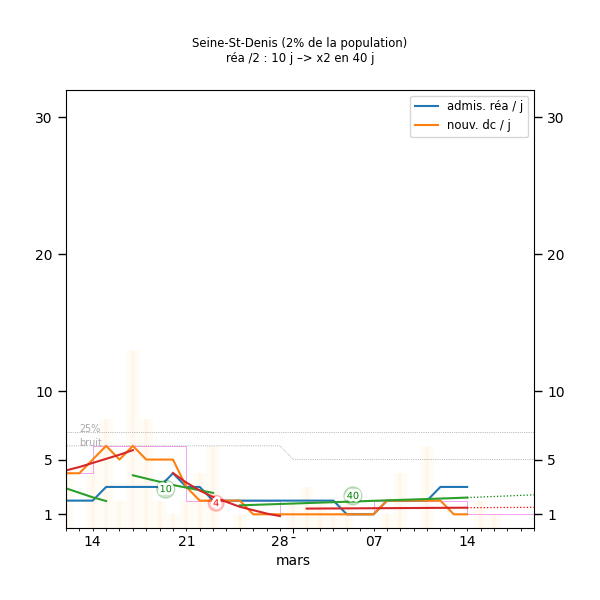 Seine-St-Denis (2% de la population)
réa /2 : 10 j –> x2 en 40 j
admis. réa / j
nouv. dc / j
30 30
20 20
10 10
25%
bruit
5 5
10
40
4
1 1
14 21 28 07 14
mars